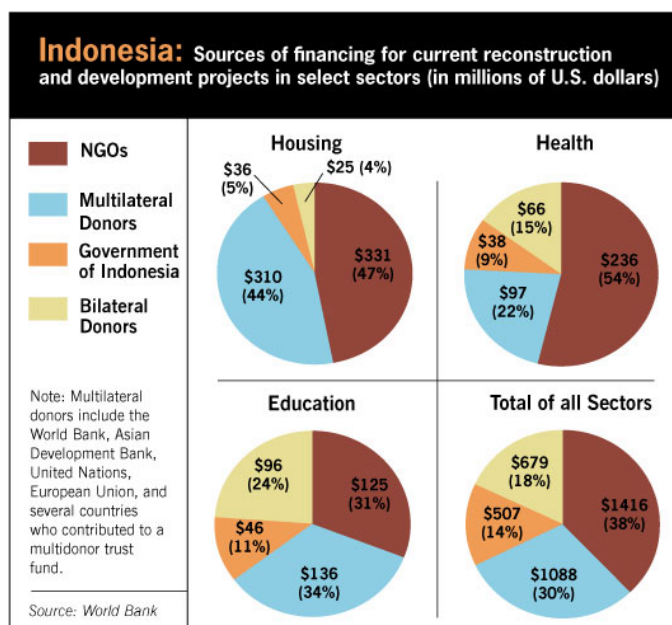 Indonesia: Sources of financing for current reconstruction
and development projects in select sectors (in millions of U.S. dollars)
NGOs
Multilateral
Donors
Government
of Indonesia
Bilateral
Donors
Note: Multilateral
donors include the
World Bank, Asian
Development Bank,
United Nations,
European Union, and
several countries
who contributed to a
multidonor trust
fund.
Source: World Bank
Housing
$36
(5%)
$25 (4%)
$331
(47%)
$310
(44%)
Health
$66
(15%)
$38
(9%)
$236
(54%)
$97
(22%)
Education
$96
(24%)
$125
(31%)
$46
(11%)
$136
(34%)
Total of all Sectors
$679
(18%)
$1416
(38%)
$507
(14%)
$1088
(30%)